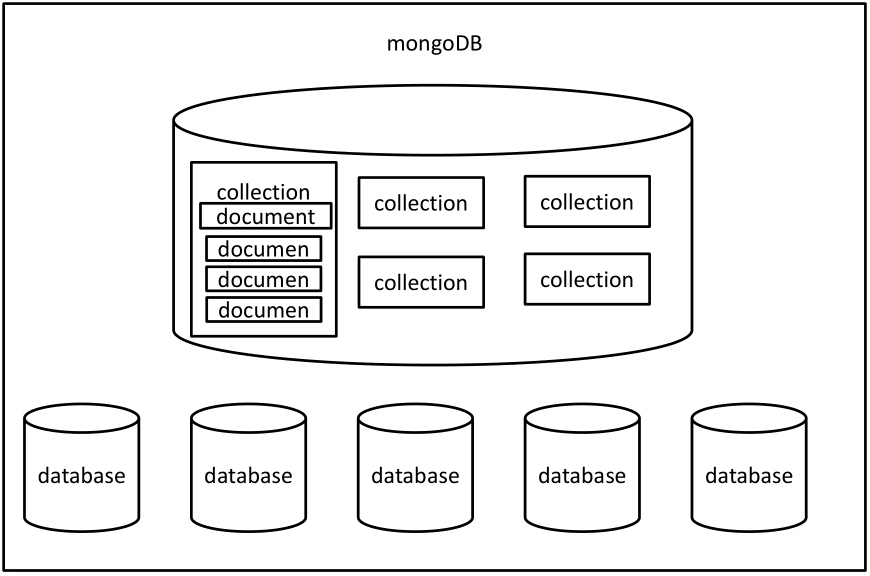 mongoDB
collection
document
documen
documen
documen
collection
collection
collection
collection
database
database
database
database
database